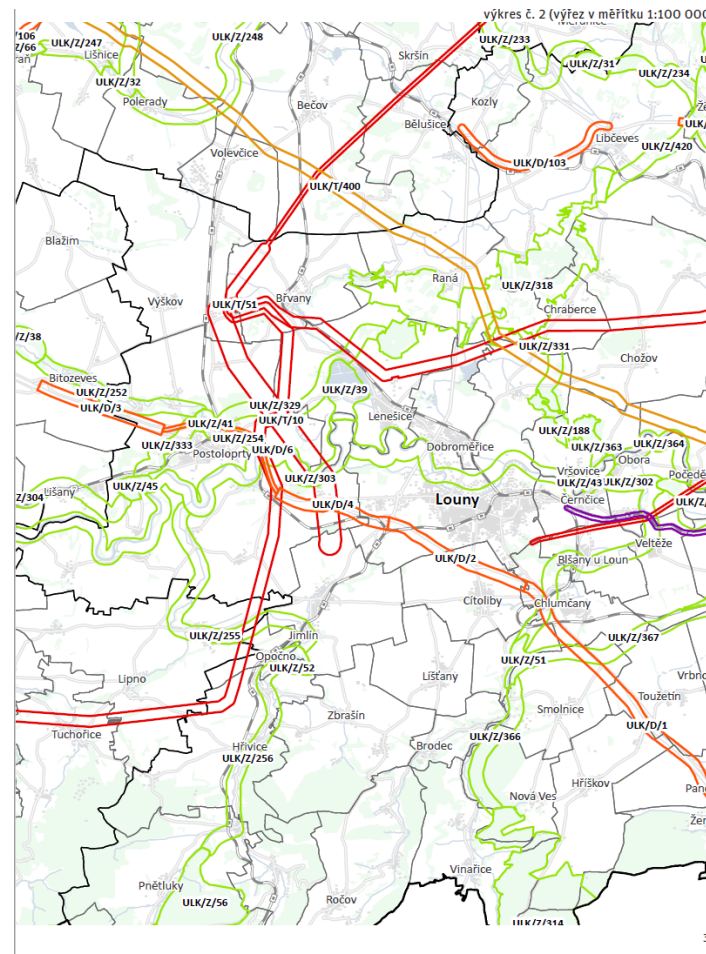 výkres č. 2 (výřez v měřítku 1:100 000
/106
Z/66
ULK/Z/247
ULK/Z/248
ULK/Z/233
Lišnice
Skršín
ULK/Z/31
ULK/Z/32
ULK/Z/234
Polerady
Bečov
Kozly
Bělušice
Libčeves
ULK/Z/420
Volevčice
ULK/D/103
ULK/T/400
Blažim
Raná
ULK/Z/318
Výškov
ULK/T/51
Břvany
Chraberce
/Z/38
ULK/Z/331
Chožov
Bitozeves
ULK/Z/252
ULK/Z/39
ULK/D/3
ULK/Z/329
Lenešice
ULK/Z/41
ULK/T/10
ULK/Z/188
ULK/Z/333
ULK/Z/254
ULK/Z/363
ULK/Z/364
Dobroměřice
Postoloprty
ULK/D/6
Obora
Vršovice
Lišany
ULK/Z/45
ULK/Z/303
ULK/Z/43
ULK/Z/302
Z/304
Louny
Černčice
ULK/D/4
ULK/Z/
Veltěže
ULK/D/2
Blšany u Loun
Cítoliby
Chlumčany
ULK/Z/255
Jimlín
ULK/Z/367
Opočno
ULK/Z/52
ULK/Z/51
Lipno
Líšťany
Toužetín
Zbrašín
Smolnice
ULK/D/1
Tuchořice
ULK/Z/366
Hřivice
Brodec
ULK/Z/256
Hříškov
Nová Ves
Vinařice
Pnětluky
ULK/Z/56
Ročov
ULK/Z/314
3